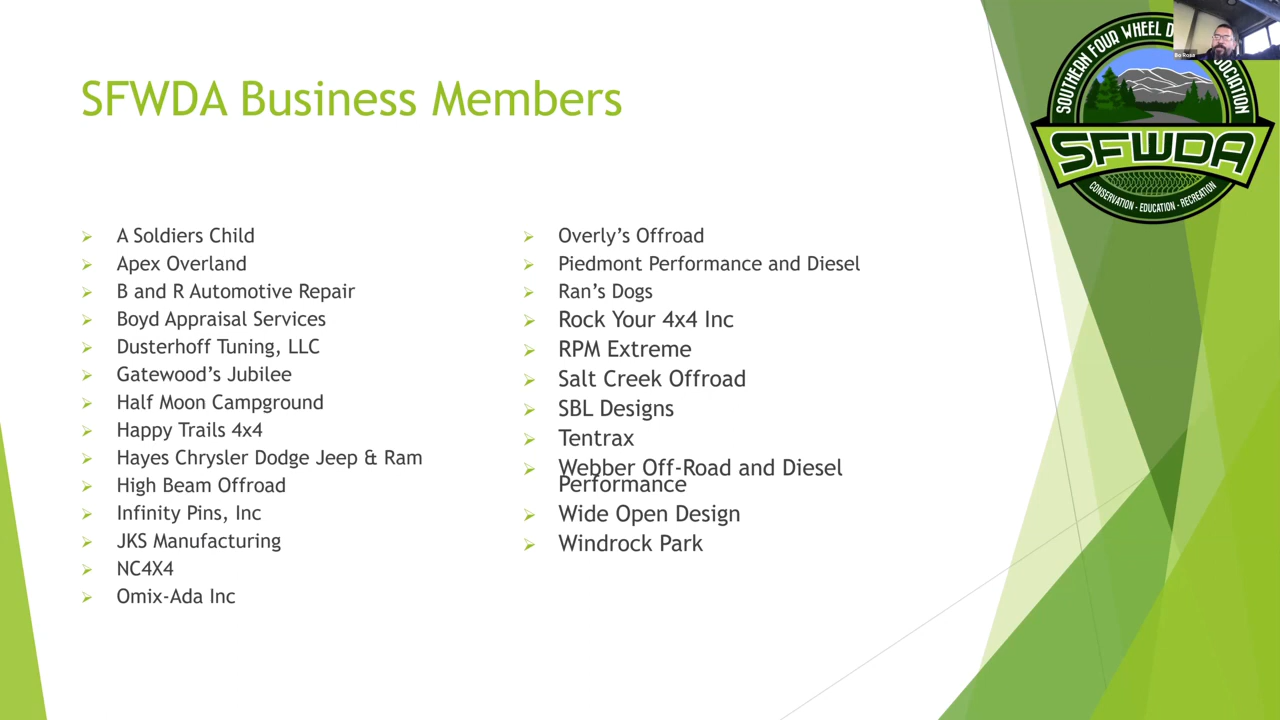 SFWDA Business Members
A Soldiers Child
Apex Overland
B and R Automotive Repair
Boyd Appraisal Services
Dusterhoff Tuning, LLC
Gatewood’s Jubilee
Half Moon Campground
Happy Trails 4x4
Hayes Chrysler Dodge Jeep & Ram
High Beam Offroad
Infinity Pins, Inc
JKS Manufacturing
NC4X4
Omix-Ada Inc
Overly’s Offroad
Piedmont Performance and Diesel
Ran’s Dogs
Rock Your 4x4 Inc
RPM Extreme
Salt Creek Offroad
SBL Designs
Tentrax
Webber Off-Road and Diesel
Performance
Wide Open Design
Windrock Park
SOUTHERN FOUR WHEEL
SFWDA
CONSERVATION - EDUCATION - RECREATION
Bo Rosa